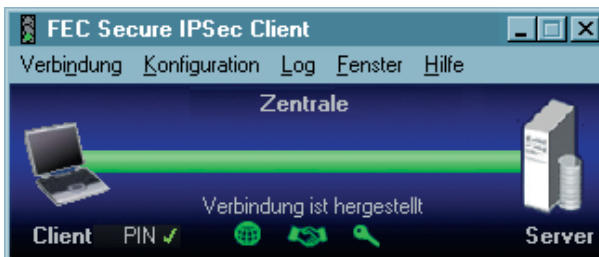 FEC Secure IPSec Client
Verbindung Konfiguration Log Fenster Hilfe
Zentrale
Verbindung ist hergestellt
Client PIN ✓ Server